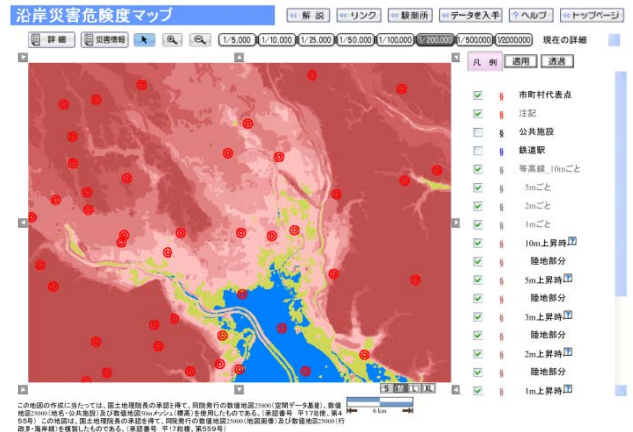 沿岸災害危険度マップ
<< 解 説
<< リンク
<< 験潮所
<< データを入手
ヘルプ
<< トップページ
詳 細
災害情報
1/5,000
1/10,000
1/25,000
1/50,000
1/100,000
1/200,000
1/500,000
1/2000000
現在の詳細
凡 例
適用
透過
市町村代表点
注記
公共施設
鉄道駅
等高線_10mごと
5mごと
2mごと
1mごと
10m上昇時?
陸地部分
5m上昇時?
陸地部分
3m上昇時?
陸地部分
2m上昇時?
陸地部分
1m上昇時?
S M L XL
6 km
この地図の作成に当たっては、国土地理院長の承認を得て、同院発行の数値地図25000(空間データ基盤)、数値
地図25000(地名・公共施設)及び数値地図50mメッシュ(標高)を使用したものである。(承認番号 平17総使、第4
55号) この地図は、国土地理院長の承認を得て、同院発行の数値地図25000(地図画像)及び数値地図25000(行
政界・海岸線)を複製したものである。(承認番号 平17総複、第559号)